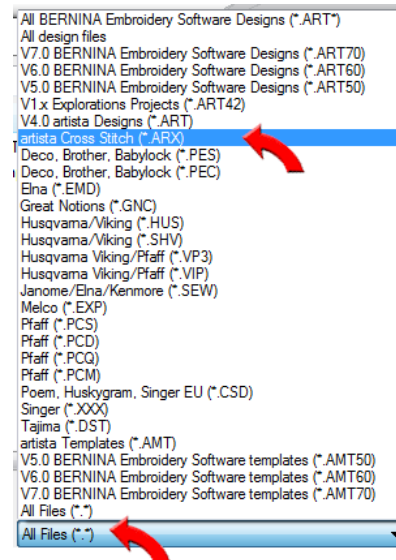 All BERNINA Embroidery Software Designs (*.ART*)
All design files
V7.0 BERNINA Embroidery Software Designs (*.ART70)
V6.0 BERNINA Embroidery Software Designs (*.ART60)
V5.0 BERNINA Embroidery Software Designs (*.ART50)
V1.x Explorations Projects (*.ART42)
V4.0 artista Designs (*.ART)
artista Cross Stitch (*.ARX)
Deco, Brother, Babylock (*.PES)
Deco, Brother, Babylock (*.PEC)
Elna (*.EMD)
Great Notions (*.GNC)
Husqvarna/Viking (*.HUS)
Husqvarna/Viking (*.SHV)
Husqvarna Viking/Pfaff (*.VP3)
Husqvarna Viking/Pfaff (*.VIP)
Janome/Elna/Kenmore (*.SEW)
Melco (*.EXP)
Pfaff (*.PCS)
Pfaff (*.PCD)
Pfaff (*.PCQ)
Pfaff (*.PCM)
Poem, Huskygram, Singer EU (*.CSD)
Singer (*.XXX)
Tajima (*.DST)
artista Templates (*.AMT)
V5.0 BERNINA Embroidery Software templates (*.AMT50)
V6.0 BERNINA Embroidery Software templates (*.AMT60)
V7.0 BERNINA Embroidery Software templates (*.AMT70)
All Files (*.*)
All Files (*.*)